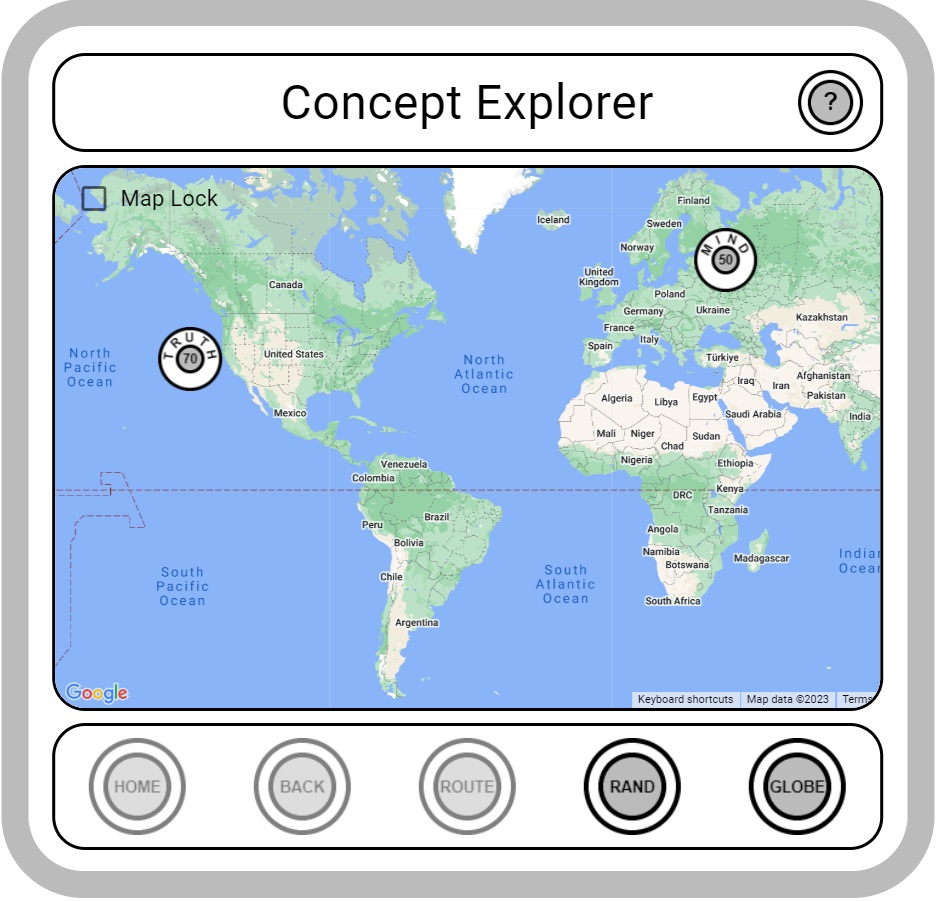 Concept Explorer
?
Map Lock
Finland
Iceland
Sweden
MIND
50
Norway
United
Kingdom
Canada
Poland
Germany
Ukraine
Kazakhstan
France
TRUTH
70
Spain
Italy
North
Pacific
Ocean
United States
North
Atlantic
Ocean
Türkiye
Afghanistan
Iraq
Iran
Pakistan
Algeria
Libya
Egypt
Mexico
Saudi Arabia
India
Mali
Niger
Sudan
Chad
Venezuela
Nigeria
Ethiopia
Colombia
Kenya
DRC
Tanzania
Brazil
Peru
Angola
Bolivia
Namibia
Madagascar
Botswana
Indian
Ocean
South
Pacific
Ocean
Chile
South
Atlantic
Ocean
South Africa
Argentina
Google
Keyboard shortcuts
Map data ©2023
Terms
HOME
BACK
ROUTE
RAND
GLOBE